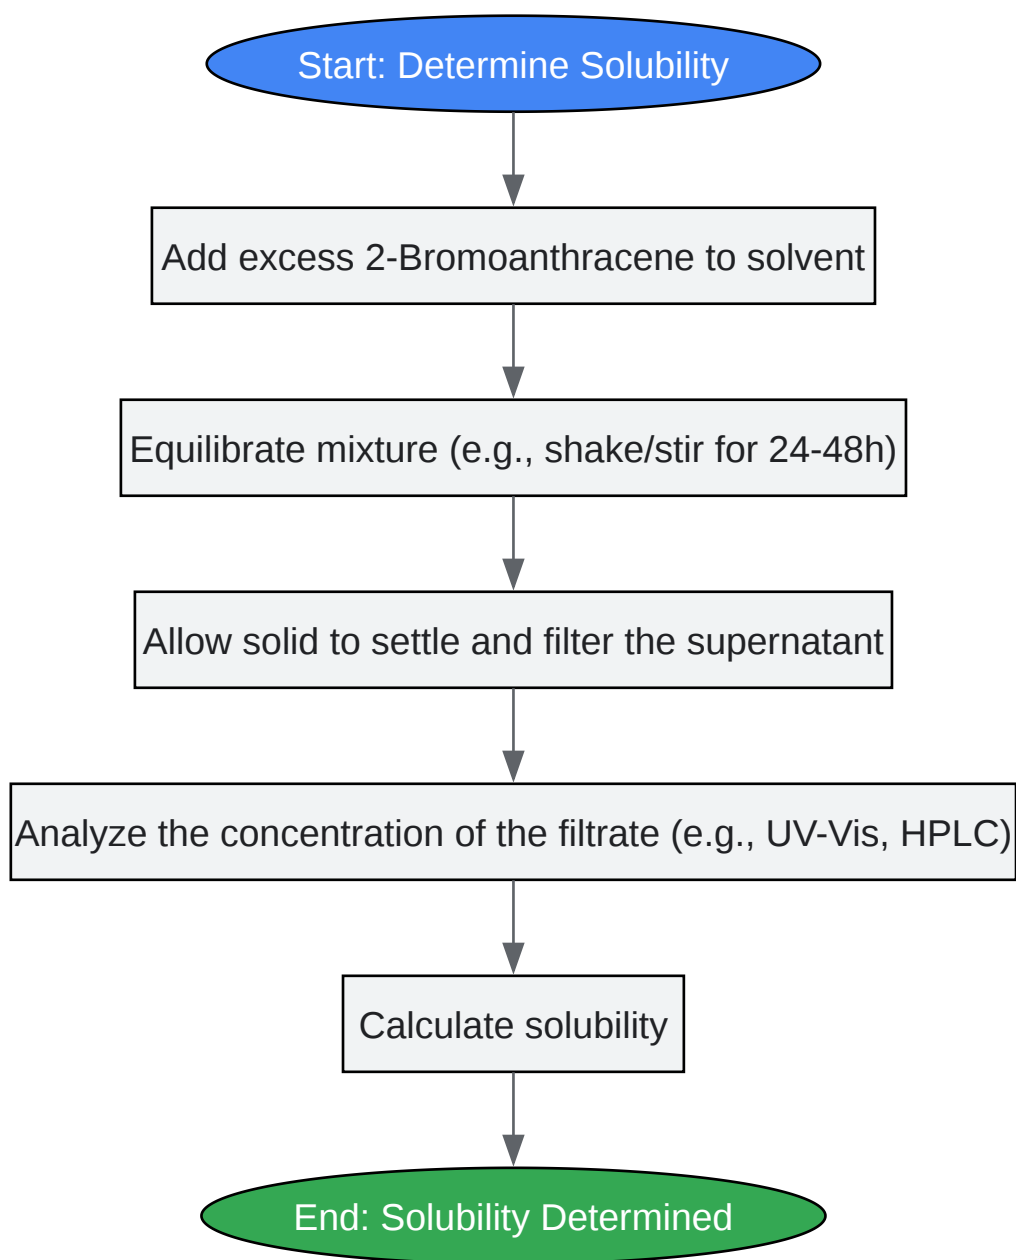 Start: Determine Solubility
Add excess 2-Bromoanthracene to solvent
Equilibrate mixture (e.g., shake/stir for 24-48h)
Allow solid to settle and filter the supernatant
Analyze the concentration of the filtrate (e.g., UV-Vis, HPLC)
Calculate solubility
End: Solubility Determined